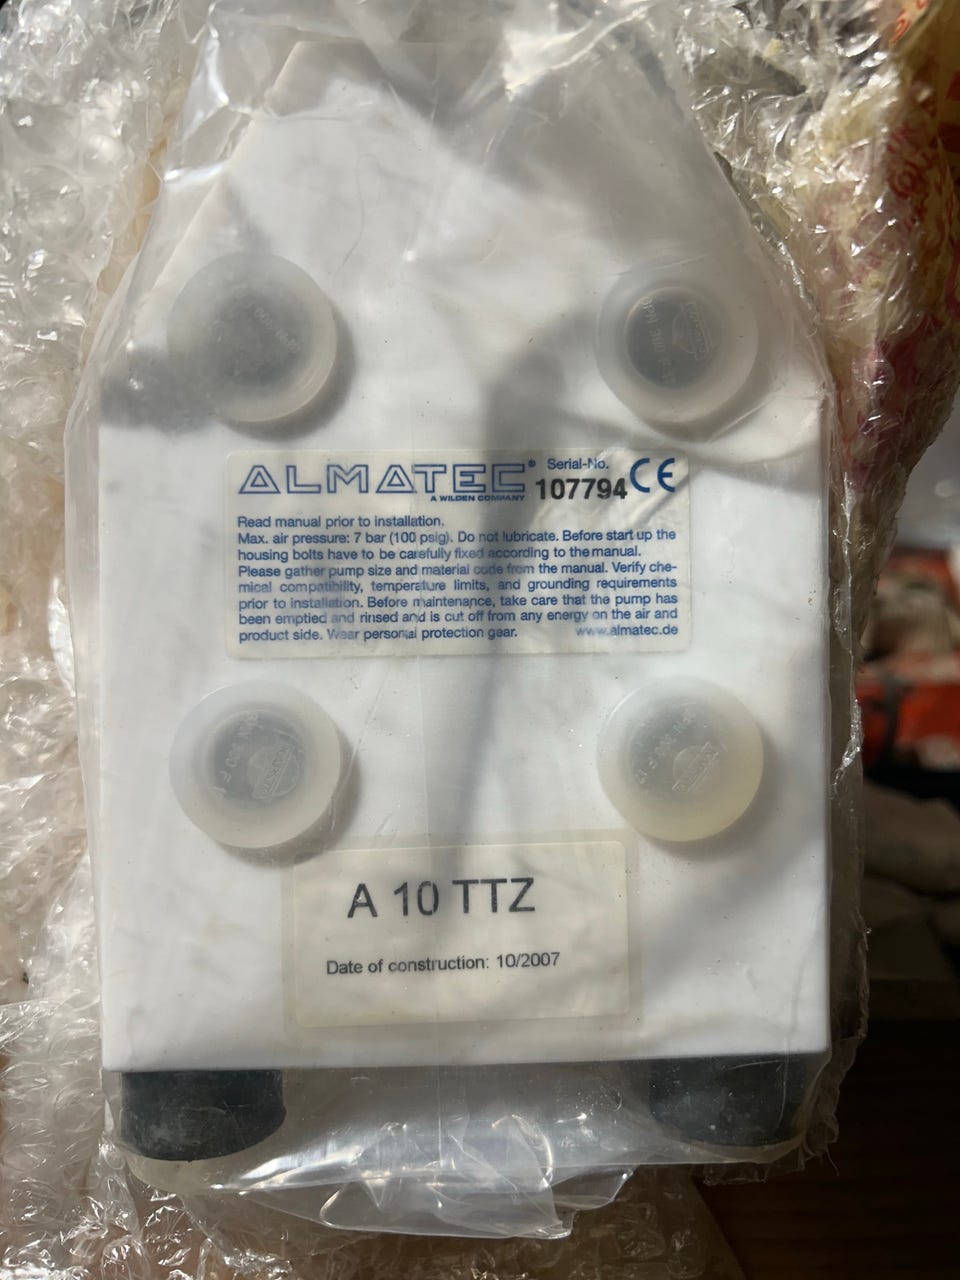 ALMATEC®
A WILDEN COMPANY
Serial-No.
107794
CE
Read manual prior to installation.
Max. air pressure: 7 bar (100 psig). Do not lubricate. Before start up the
housing bolts have to be carefully fixed according to the manual.
Please gather pump size and material code from the manual. Verify che-
mical compatibility, temperature limits, and grounding requirements
prior to installation. Before maintenance, take care that the pump has
been emptied and rinsed and is cut off from any energy on the air and
product side. Wear personal protection gear. www.almatec.de
A 10 TTZ
Date of construction: 10/2007